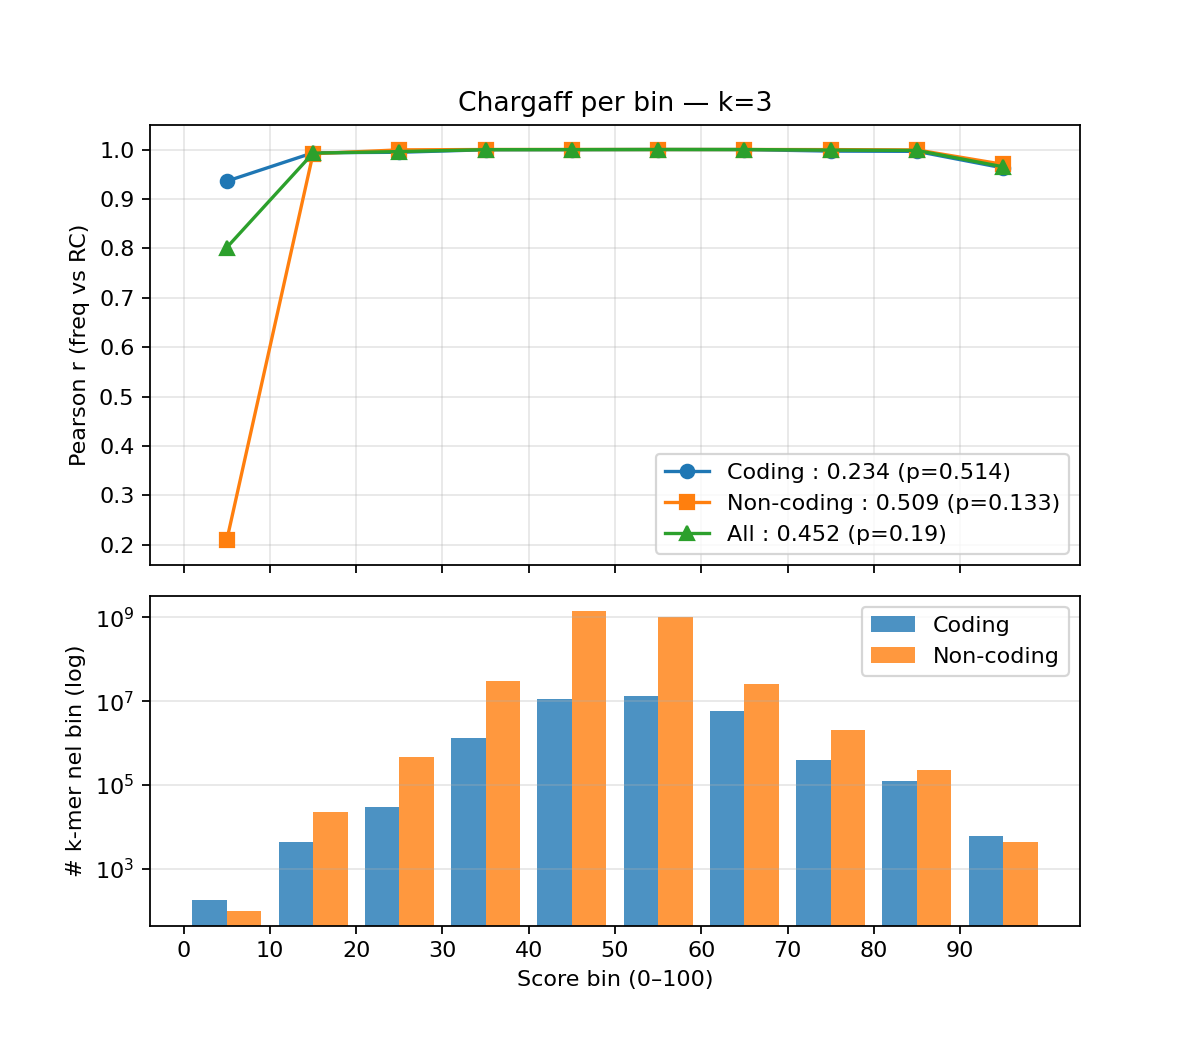 Chargaff per bin — k=3
Pearson r (freq vs RC)
1.0
0.9
0.8
0.7
0.6
0.5
0.4
0.3
0.2
Coding : 0.234 (p=0.514)
Non-coding : 0.509 (p=0.133)
All : 0.452 (p=0.19)
# k-mer nel bin (log)
10⁹
10⁷
10⁵
10³
Coding
Non-coding
0 10 20 30 40 50 60 70 80 90
Score bin (0–100)